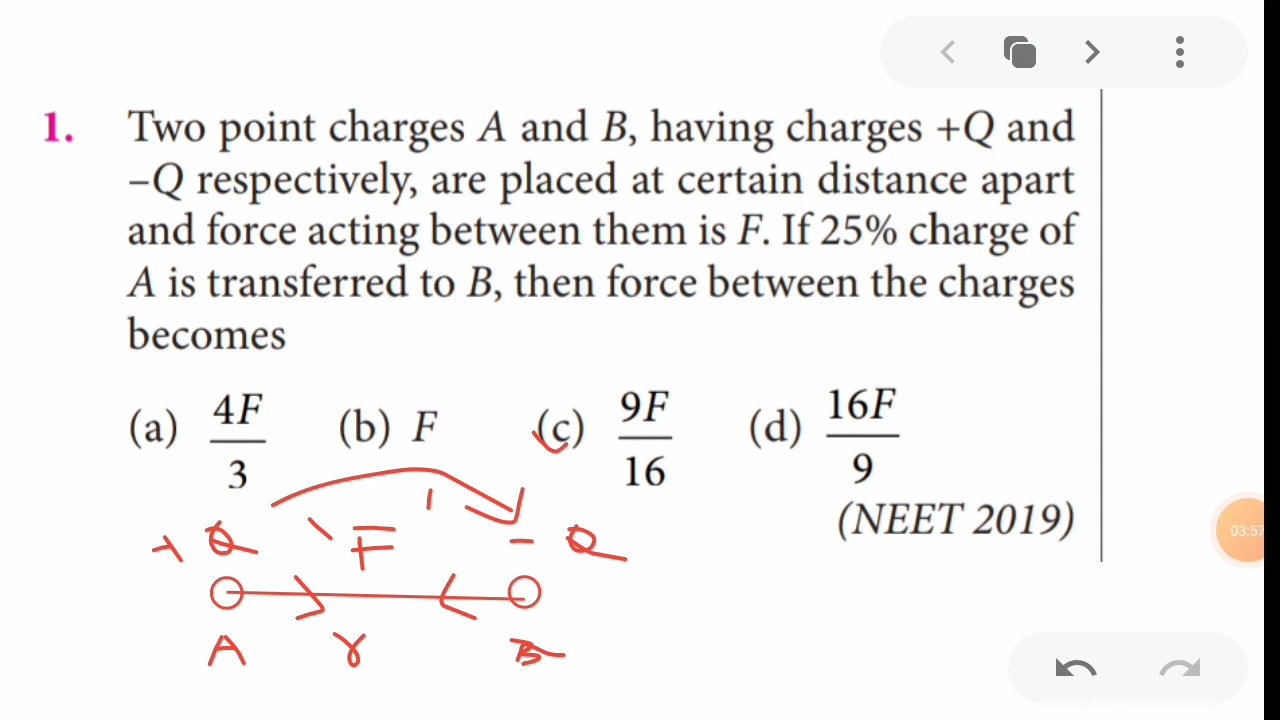 1. Two point charges A and B, having charges +Q and
–Q respectively, are placed at certain distance apart
and force acting between them is F. If 25% charge of
A is transferred to B, then force between the charges
becomes
(a) 4F/3 (b) F (c) 9F/16 (d) 16F/9
(NEET 2019)
+Q F - Q
A r B
03:57